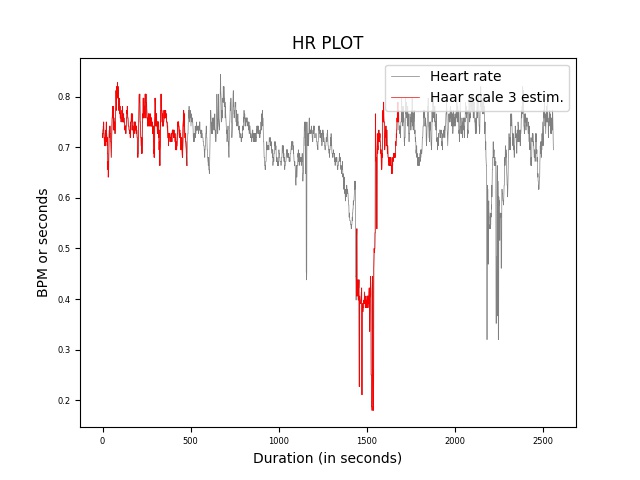 HR PLOT
Heart rate
Haar scale 3 estim.
BPM or seconds
0.8
0.7
0.6
0.5
0.4
0.3
0.2
0 500 1000 1500 2000 2500
Duration (in seconds)